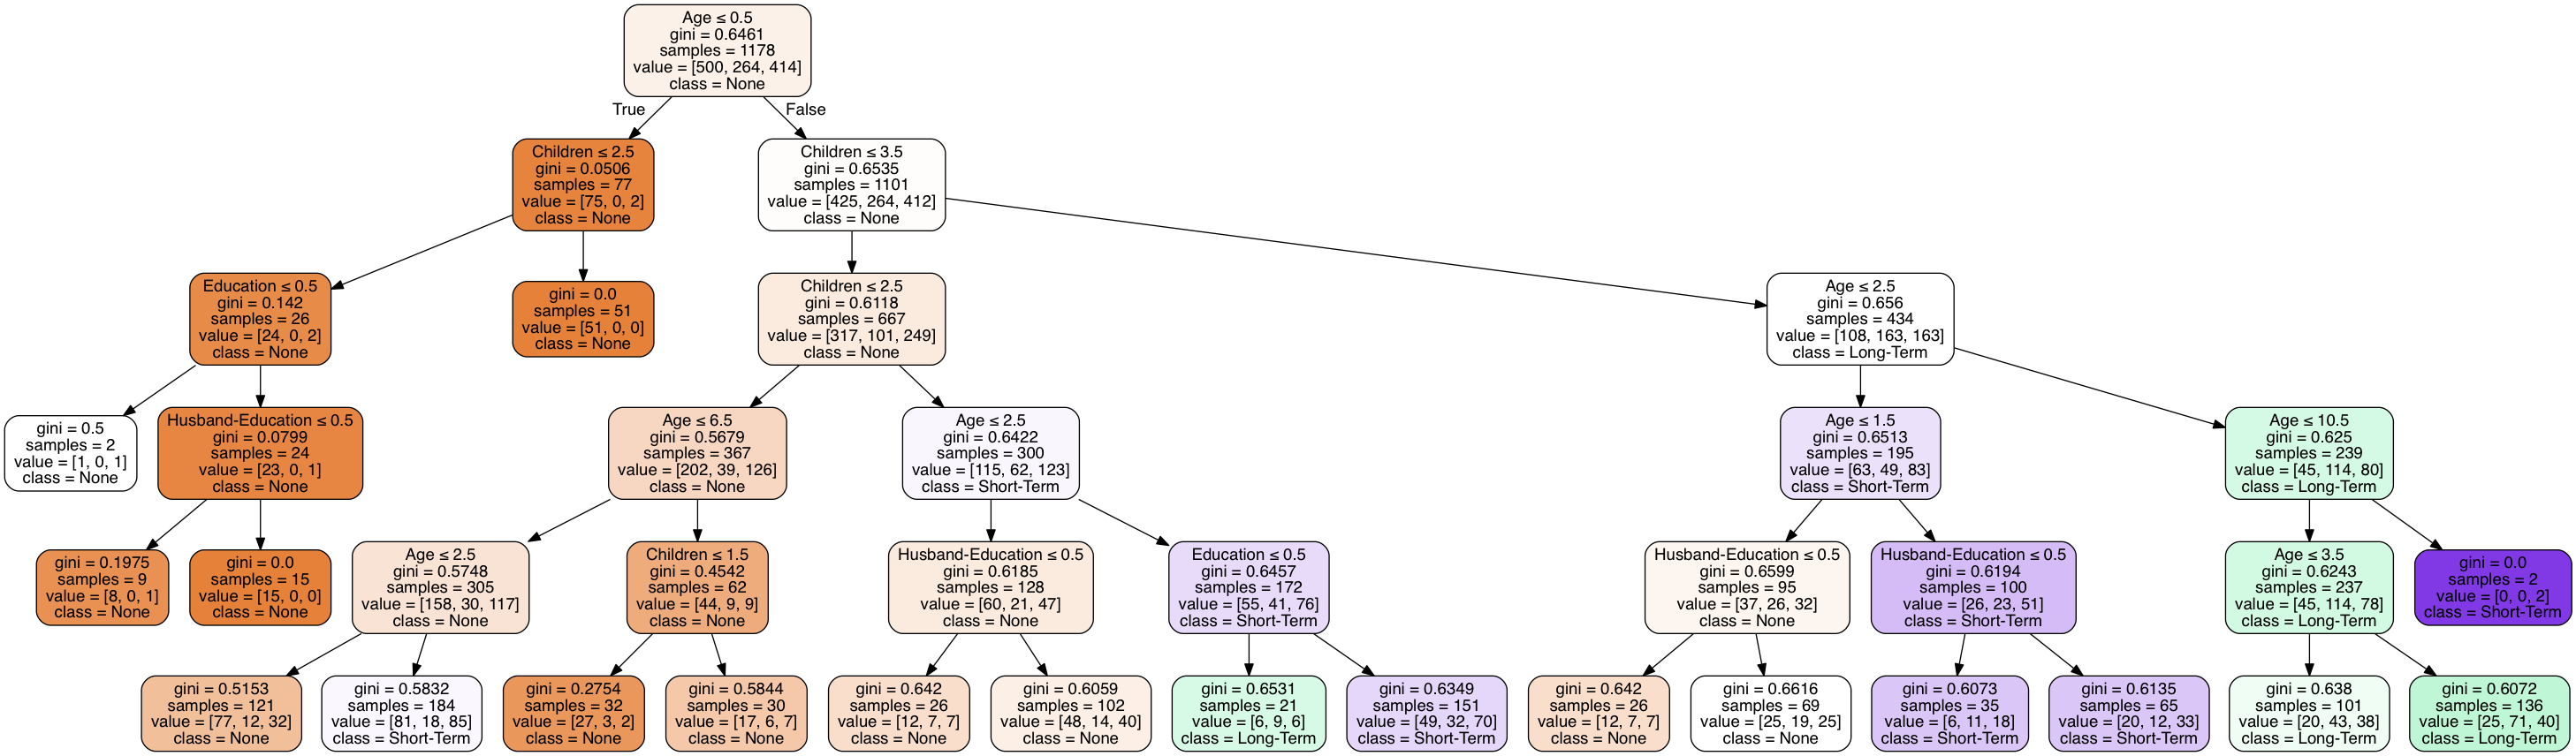 Age ≤ 0.5
gini = 0.6461
samples = 1178
value = [500, 264, 414]
class = None
True
False
Children ≤ 2.5
gini = 0.0506
samples = 77
value = [75, 0, 2]
class = None
Children ≤ 3.5
gini = 0.6535
samples = 1101
value = [425, 264, 412]
class = None
Education ≤ 0.5
gini = 0.142
samples = 26
value = [24, 0, 2]
class = None
gini = 0.0
samples = 51
value = [51, 0, 0]
class = None
Children ≤ 2.5
gini = 0.6118
samples = 667
value = [317, 101, 249]
class = None
Age ≤ 2.5
gini = 0.656
samples = 434
value = [108, 163, 163]
class = Long-Term
gini = 0.5
samples = 2
value = [1, 0, 1]
class = None
Husband-Education ≤ 0.5
gini = 0.0799
samples = 24
value = [23, 0, 1]
class = None
Age ≤ 6.5
gini = 0.5679
samples = 367
value = [202, 39, 126]
class = None
Age ≤ 2.5
gini = 0.6422
samples = 300
value = [115, 62, 123]
class = Short-Term
Age ≤ 1.5
gini = 0.6513
samples = 195
value = [63, 49, 83]
class = Short-Term
Age ≤ 10.5
gini = 0.625
samples = 239
value = [45, 114, 80]
class = Long-Term
gini = 0.1975
samples = 9
value = [8, 0, 1]
class = None
gini = 0.0
samples = 15
value = [15, 0, 0]
class = None
Age ≤ 2.5
gini = 0.5748
samples = 305
value = [158, 30, 117]
class = None
Children ≤ 1.5
gini = 0.4542
samples = 62
value = [44, 9, 9]
class = None
Husband-Education ≤ 0.5
gini = 0.6185
samples = 128
value = [60, 21, 47]
class = None
Education ≤ 0.5
gini = 0.6457
samples = 172
value = [55, 41, 76]
class = Short-Term
Husband-Education ≤ 0.5
gini = 0.6599
samples = 95
value = [37, 26, 32]
class = None
Husband-Education ≤ 0.5
gini = 0.6194
samples = 100
value = [26, 23, 51]
class = Short-Term
Age ≤ 3.5
gini = 0.6243
samples = 237
value = [45, 114, 78]
class = Long-Term
gini = 0.0
samples = 2
value = [0, 0, 2]
class = Short-Term
gini = 0.5153
samples = 121
value = [77, 12, 32]
class = None
gini = 0.5832
samples = 184
value = [81, 18, 85]
class = Short-Term
gini = 0.2754
samples = 32
value = [27, 3, 2]
class = None
gini = 0.5844
samples = 30
value = [17, 6, 7]
class = None
gini = 0.642
samples = 26
value = [12, 7, 7]
class = None
gini = 0.6059
samples = 102
value = [48, 14, 40]
class = None
gini = 0.6531
samples = 21
value = [6, 9, 6]
class = Long-Term
gini = 0.6349
samples = 151
value = [49, 32, 70]
class = Short-Term
gini = 0.642
samples = 26
value = [12, 7, 7]
class = None
gini = 0.6616
samples = 69
value = [25, 19, 25]
class = None
gini = 0.6073
samples = 35
value = [6, 11, 18]
class = Short-Term
gini = 0.6135
samples = 65
value = [20, 12, 33]
class = Short-Term
gini = 0.638
samples = 101
value = [20, 43, 38]
class = Long-Term
gini = 0.6072
samples = 136
value = [25, 71, 40]
class = Long-Term